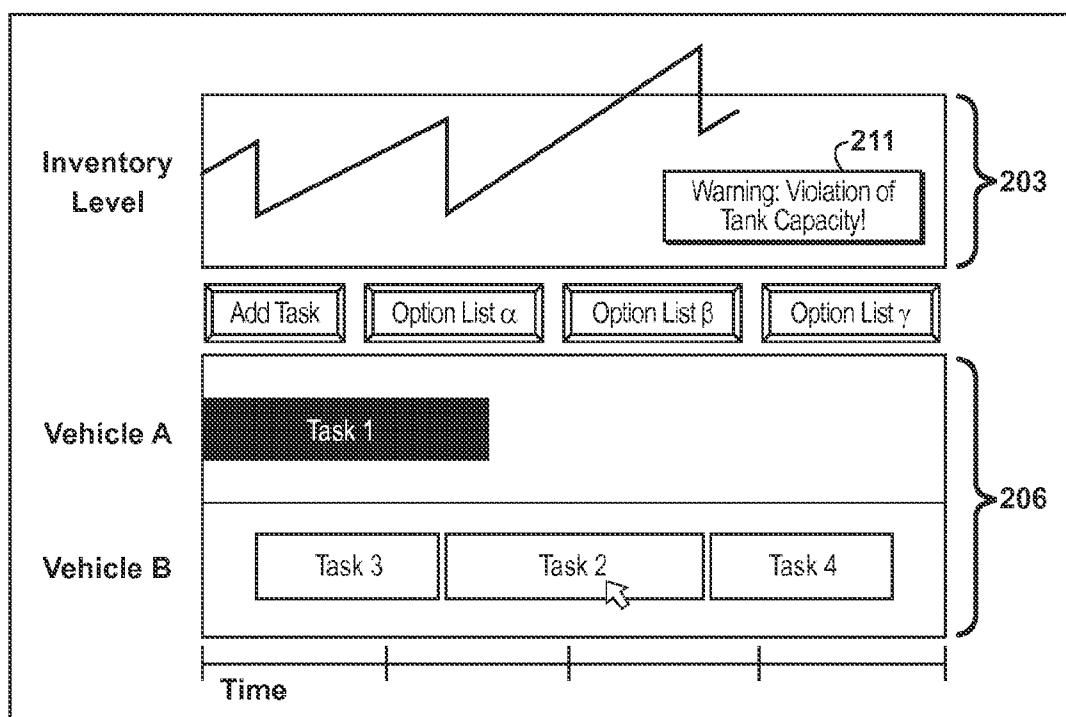 Inventory
Level
211
Warning: Violation of
Tank Capacity!
203
Add Task
Option List α
Option List β
Option List γ
Vehicle A
Task 1
206
Vehicle B
Task 3
Task 2
Task 4
Time